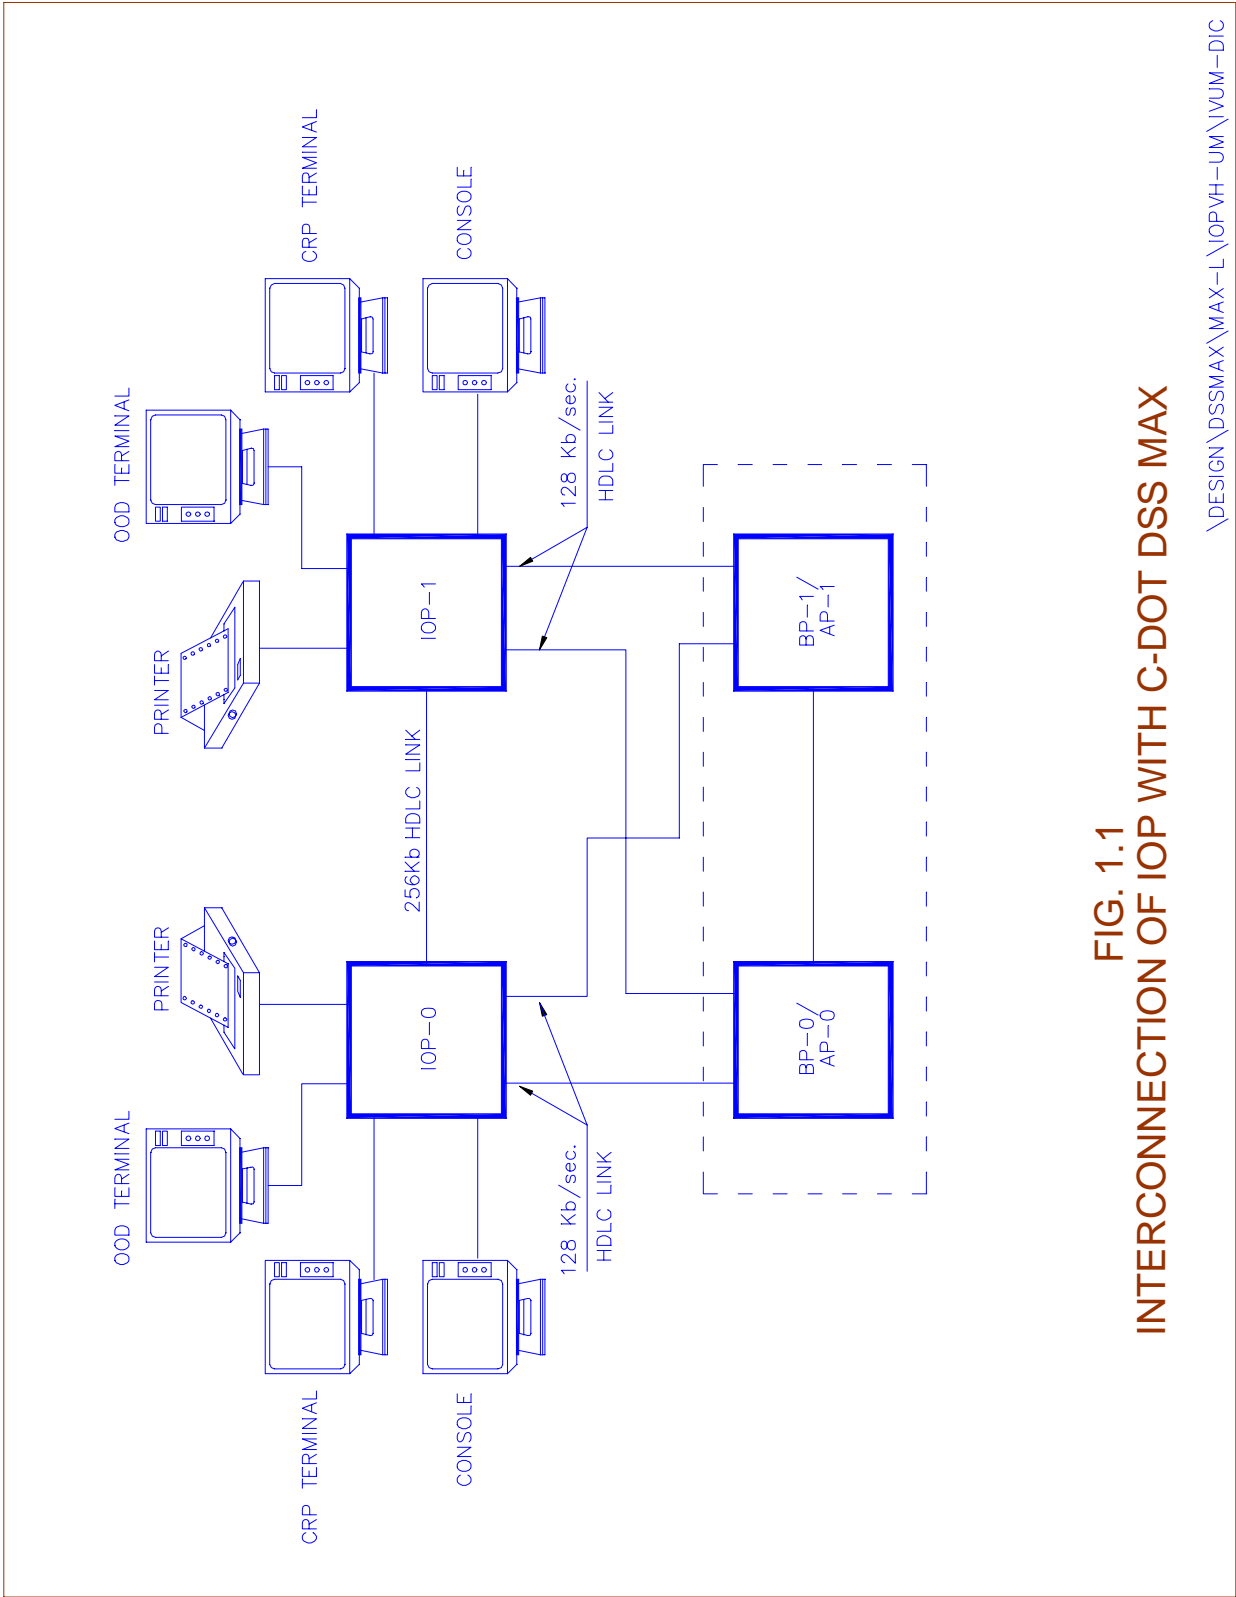 OOD TERMINAL
PRINTER
PRINTER
OOD TERMINAL
CRP TERMINAL
CRP TERMINAL
IOP-0
256Kb HDLC LINK
IOP-1
CONSOLE
CONSOLE
128 Kb/sec.
HDLC LINK
128 Kb/sec.
HDLC LINK
BP-0/
AP-0
BP-1/
AP-1
FIG. 1.1
INTERCONNECTION OF IOP WITH C-DOT DSS MAX
\DESIGN\DSSMAX\MAX-L\IOPVH-UM\IVUM-DIC